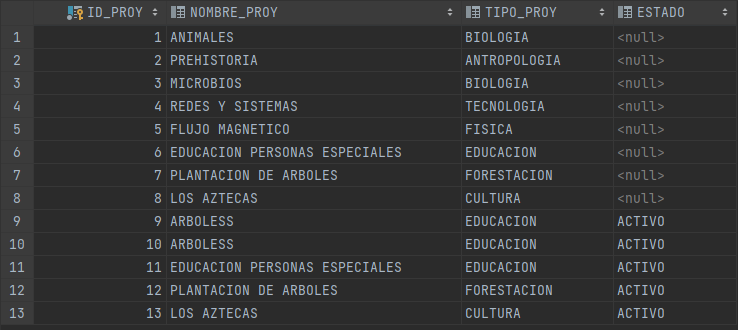 ID_PROY NOMBRE_PROY TIPO_PROY ESTADO
1 1 ANIMALES BIOLOGIA <null>
2 2 PREHISTORIA ANTROPOLOGIA <null>
3 3 MICROBIOS BIOLOGIA <null>
4 4 REDES Y SISTEMAS TECNOLOGIA <null>
5 5 FLUJO MAGNETICO FISICA <null>
6 6 EDUCACION PERSONAS ESPECIALES EDUCACION <null>
7 7 PLANTACION DE ARBOLES FORESTACION <null>
8 8 LOS AZTECAS CULTURA <null>
9 9 ARBOLESS EDUCACION ACTIVO
10 10 ARBOLESS EDUCACION ACTIVO
11 11 EDUCACION PERSONAS ESPECIALES EDUCACION ACTIVO
12 12 PLANTACION DE ARBOLES FORESTACION ACTIVO
13 13 LOS AZTECAS CULTURA ACTIVO